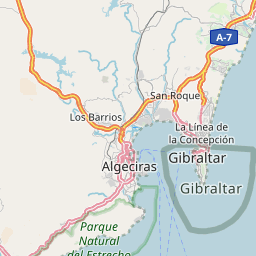 A-7
San Roque
Los Barrios
La Línea de
la Concepción
Gibraltar
Algeciras
Gibraltar
Parque
Natural
del Estrecho